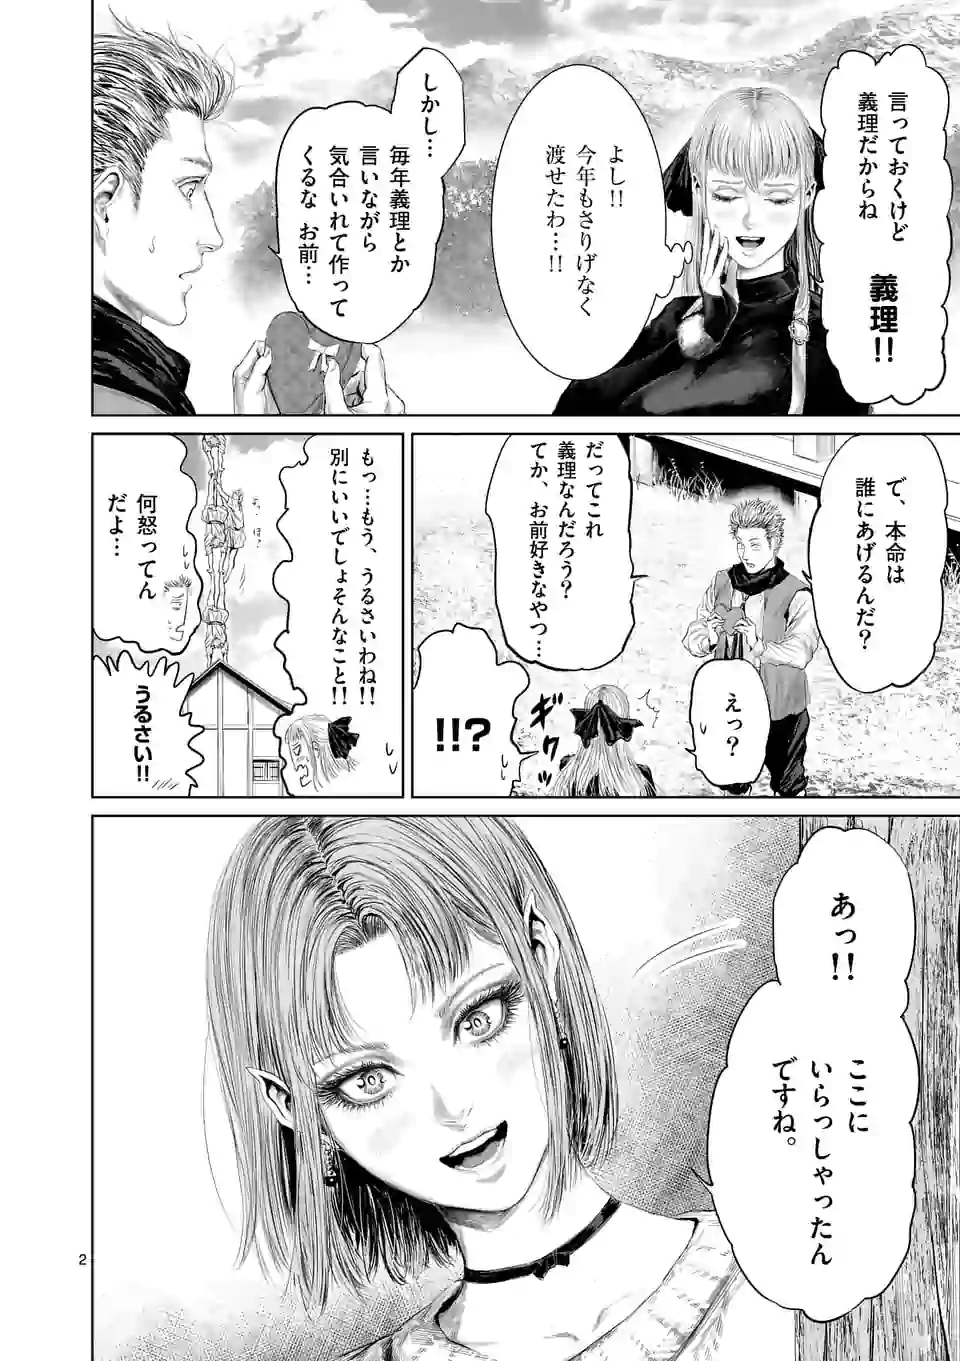 言っておくけど
義理だからね
義理!!
よし!!
今年もさりげなく
渡せたわ…!!
しかし…
毎年義理とか
言いながら
気合いれて作って
くるな お前…
で、本命は
誰にあげるんだ?
えっ?
だってこれ
義理なんだろう?
てか、お前好きなやつ…
ギク
!!?
もっ…もう、うるさいわね!!
別にいいでしょそんなこと!!
何怒ってん
だよ…
うるさい!!
あっ!!
ここに
いらっしゃったん
ですね。
2